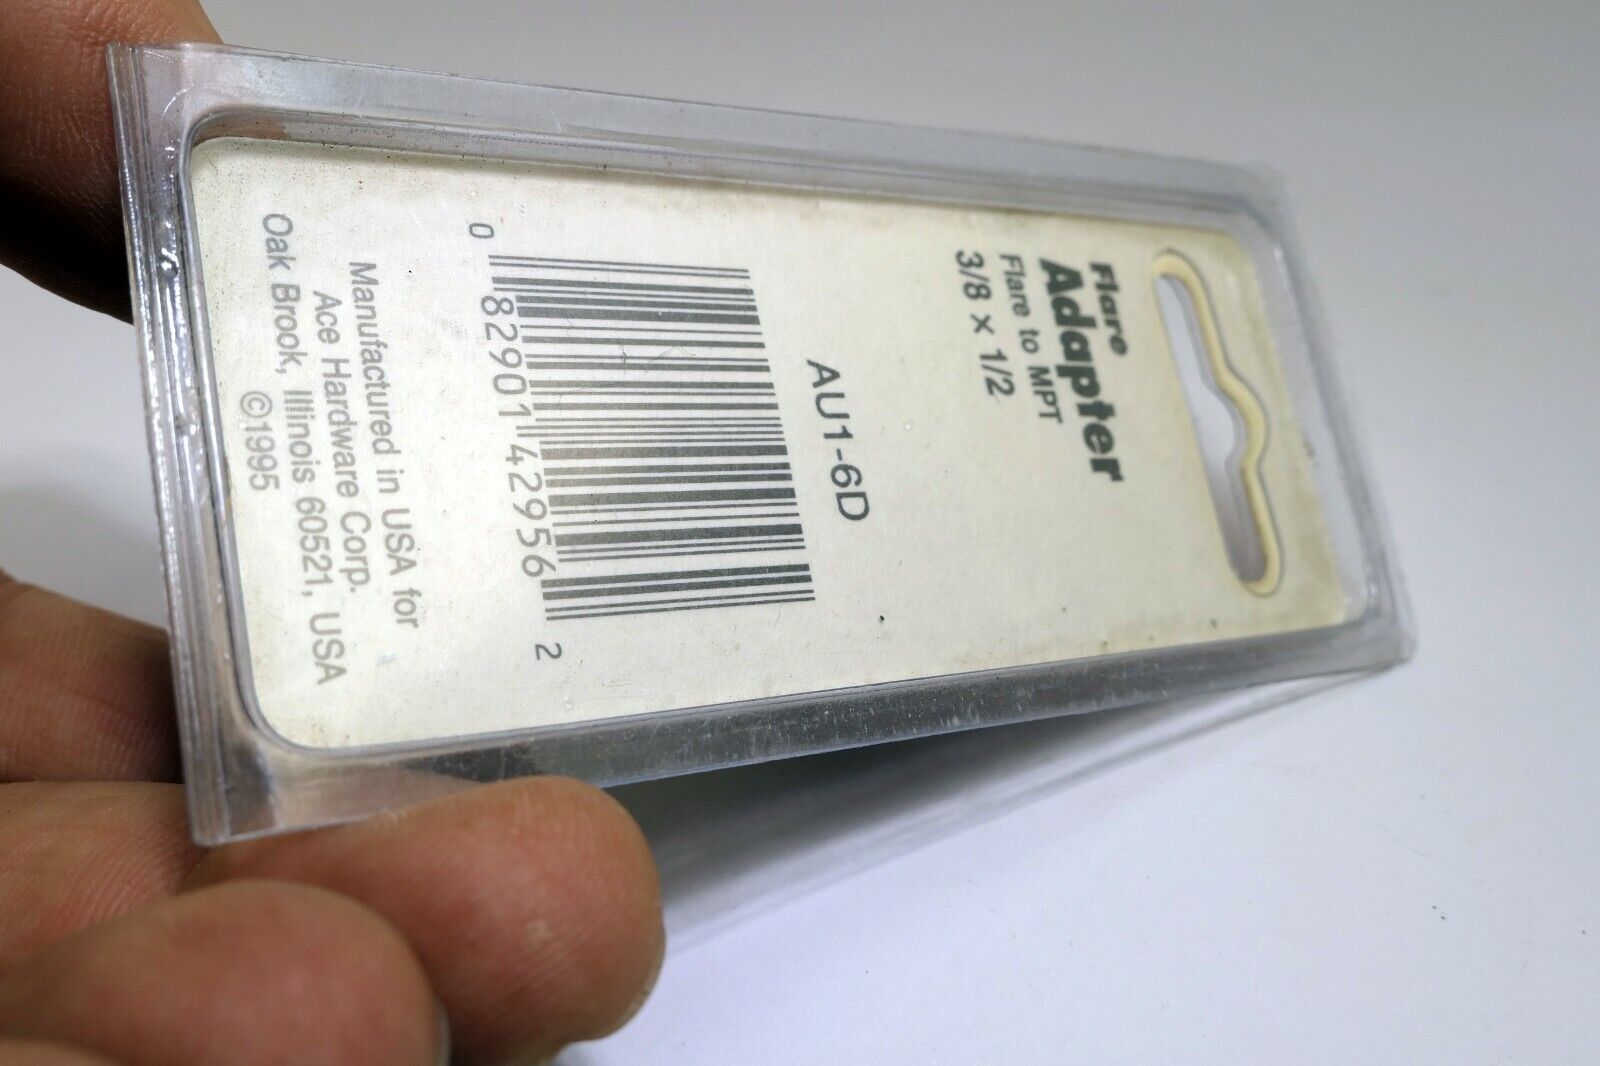 Flare
Adapter
Flare to MPT
3/8 x 1/2
AU1-6D
0 82901 42956 2
Manufactured in USA for
Ace Hardware Corp.
Oak Brook, Illinois 60521, USA
©1995